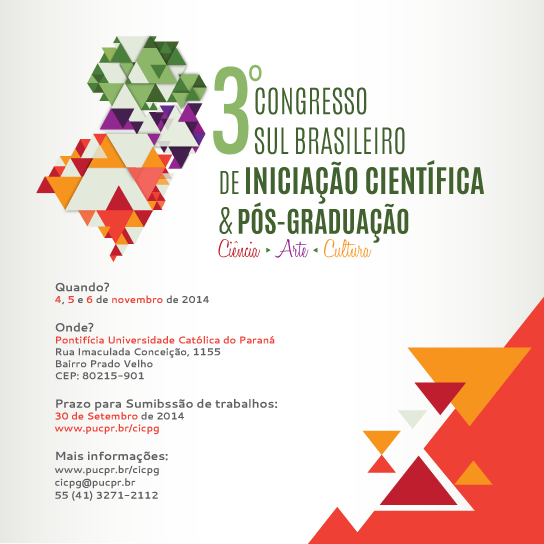 3º CONGRESSO
SUL BRASILEIRO
DE INICIAÇÃO CIENTÍFICA
& PÓS-GRADUAÇÃO
Ciência ▸ Arte ◂ Cultura
Quando?
4, 5 e 6 de novembro de 2014
Onde?
Pontifícia Universidade Católica do Paraná
Rua Imaculada Conceição, 1155
Bairro Prado Velho
CEP: 80215-901
Prazo para Sumibssão de trabalhos:
30 de Setembro de 2014
www.pucpr.br/cicpg
Mais informações:
www.pucpr.br/cicpg
cicpg@pucpr.br
55 (41) 3271-2112